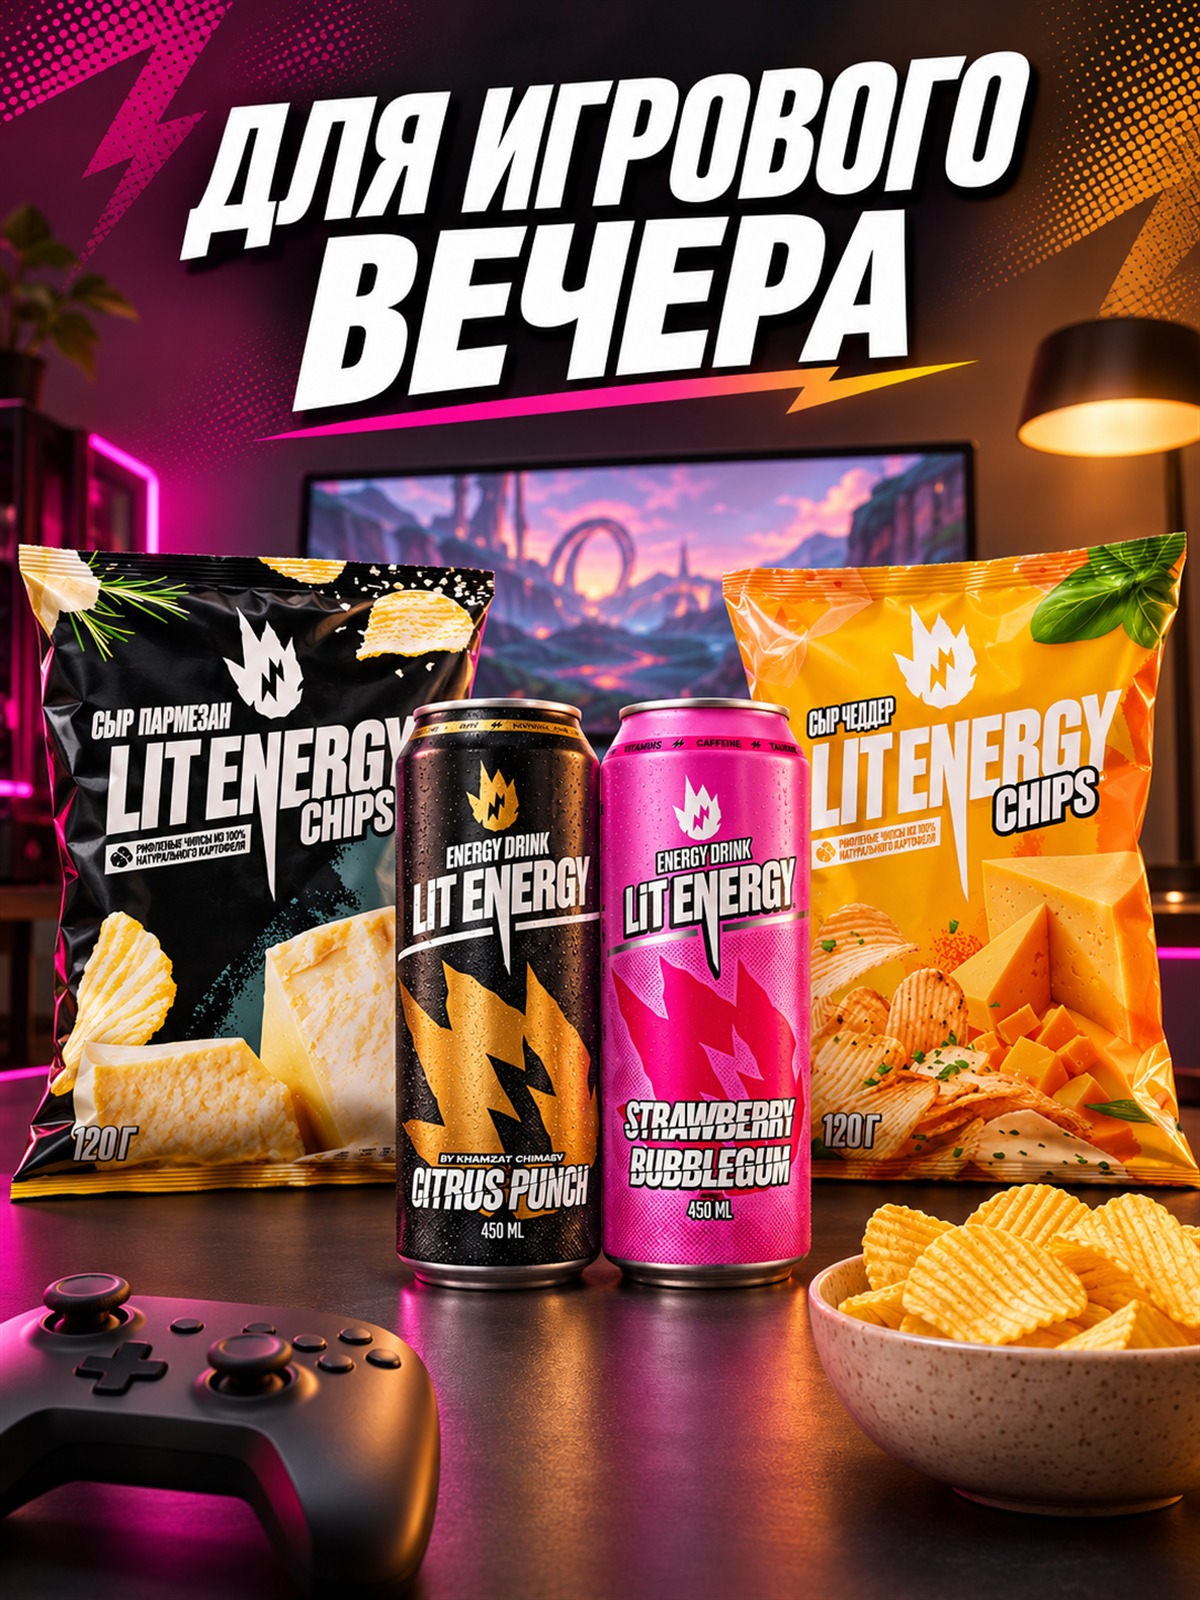 ДЛЯ ИГРОВОГО
ВЕЧЕРА
СЫР ПАРМЕЗАН
LIT ENERGY
CHIPS
РИФЛЕНЫЕ ЧИПСЫ ИЗ 100%
НАТУРАЛЬНОГО КАРТОФЕЛЯ
120 Г
ENERGY DRINK
LIT ENERGY
BY KHAMZAT CHIMAEV
CITRUS PUNCH
450 ML
VITAMINS CAFFEINE
ENERGY DRINK
LIT ENERGY
STRAWBERRY
BUBBLEGUM
450 ML
СЫР ЧЕДДЕР
LIT ENERGY
CHIPS
РИФЛЕНЫЕ ЧИПСЫ ИЗ 100%
НАТУРАЛЬНОГО КАРТОФЕЛЯ
120 Г